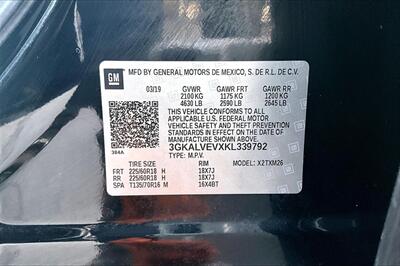 GM
MFD BY GENERAL MOTORS DE MEXICO, S. DE R.L. DE C.V.
03/19 GVWR GAWR FRT GAWR RR
2100 KG 1175 KG 1200 KG
4630 LB 2590 LB 2645 LB
THIS VEHICLE CONFORMS TO ALL
APPLICABLE U.S. FEDERAL MOTOR
VEHICLE SAFETY, BUMPER, AND THEFT
PREVENTION STANDARDS IN EFFECT ON
THE DATE OF MANUFACTURE SHOWN ABOVE.
384A
3GKALVEVXKL339792
TYPE: M.P.V. MODEL: X2TXM26
TIRE SIZE RIM
FRT 225/60R18 H 18X7J
RR 225/60R18 H 18X7J
SPA T135/70R16 M 16X4BT